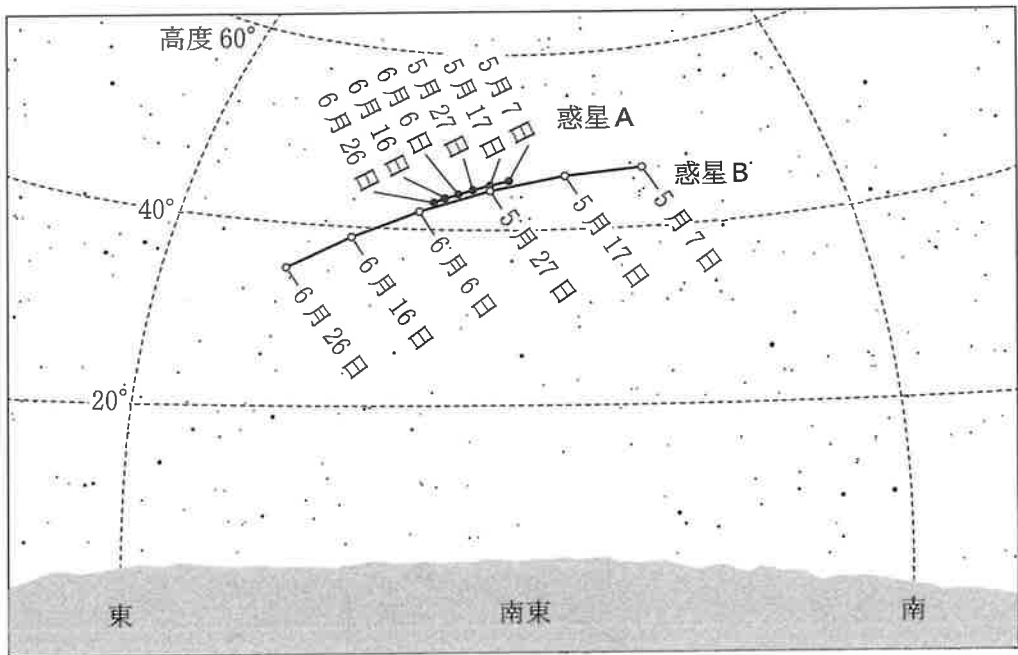 高度 60°
6月26日
6月16日
6月6日
5月27日
5月17日
5月7日
惑星A
惑星B
40°
5月7日
5月17日
5月27日
6月6日
6月16日
6月26日
20°
東
南東
南